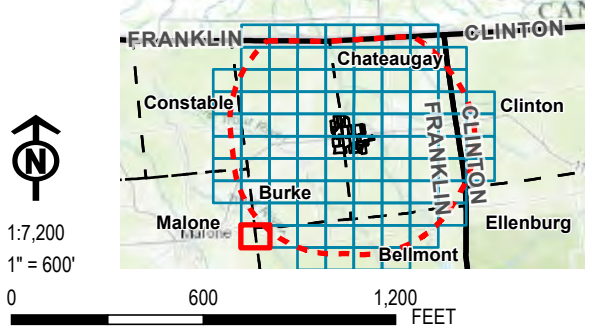 CAN
FRANKLIN
CLINTON
Chateaugay
Constable
Clinton
FRANKLIN
CLINTON
Burke
Malone
Malone
Ellenburg
Bellmont
N
1:7,200
1" = 600'
0
600
1,200
FEET